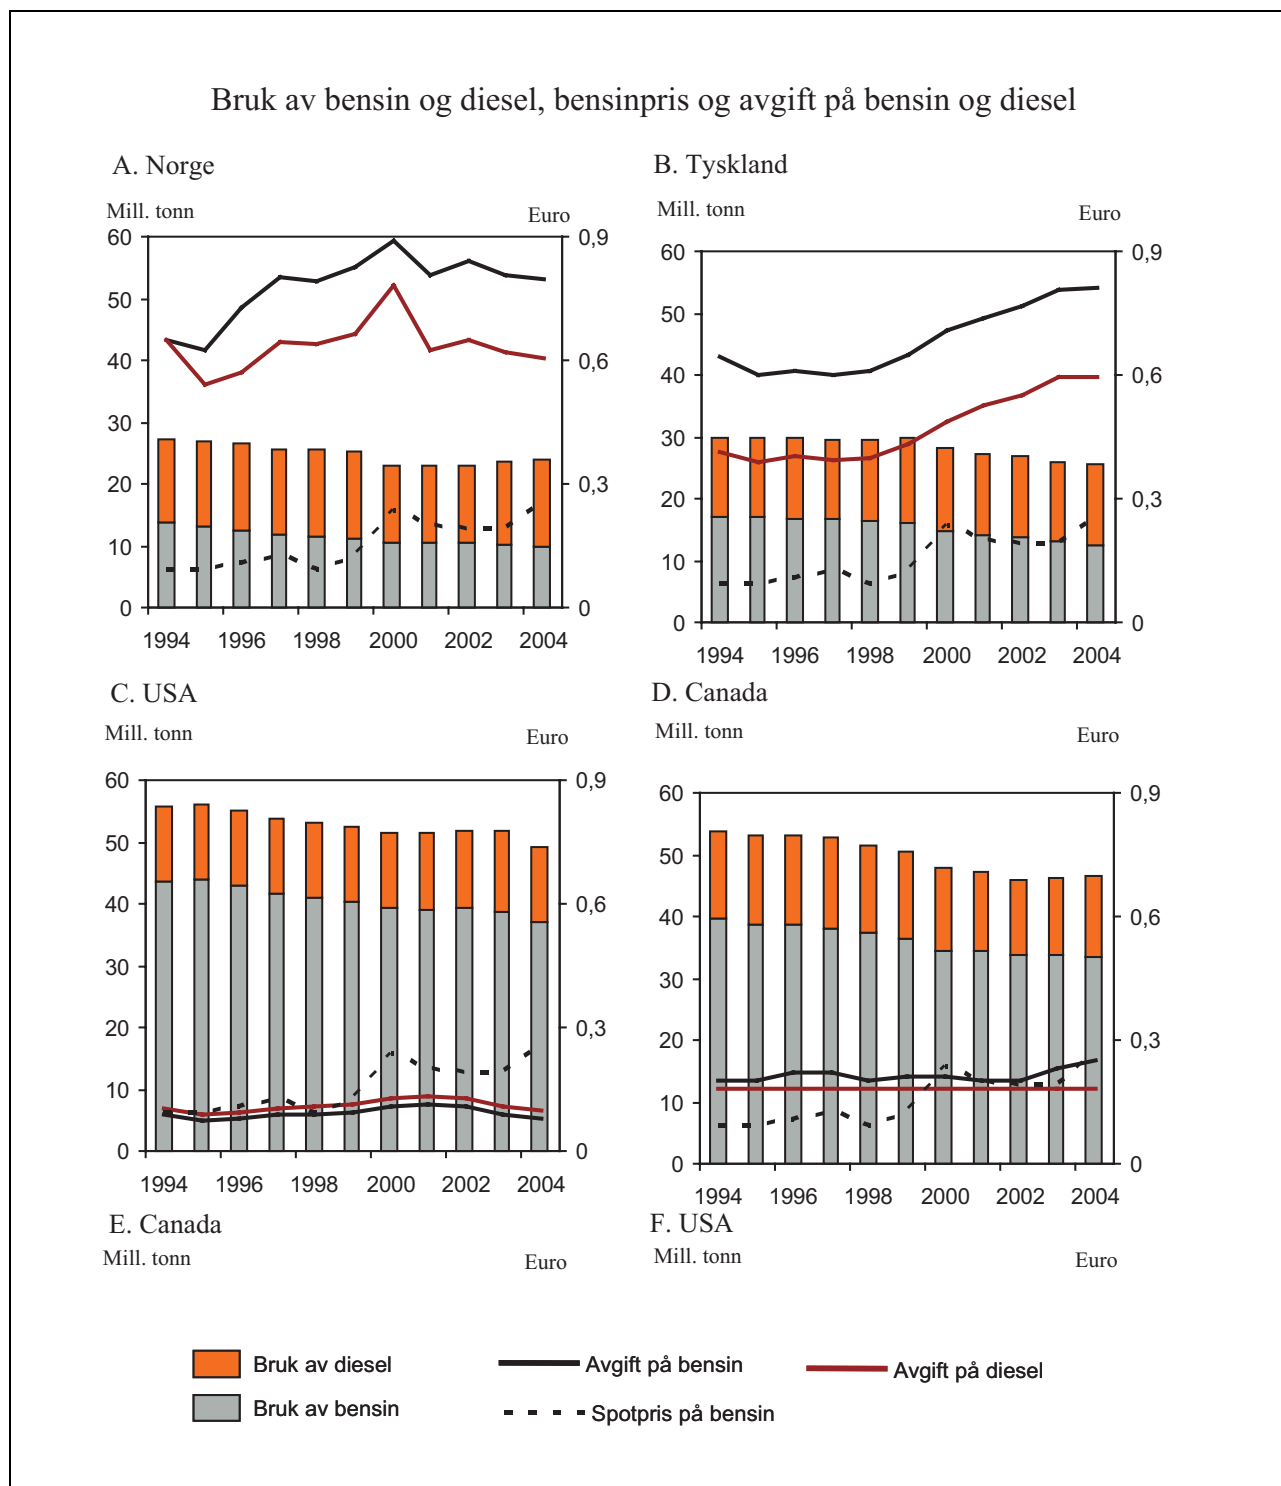 Bruk av bensin og diesel, bensinpris og avgift på bensin og diesel
A. Norge
Mill. tonn
Euro
60
50
40
30
20
10
0
0,9
0,6
0,3
0
1994 1996 1998 2000 2002 2004
B. Tyskland
Mill. tonn
Euro
60
50
40
30
20
10
0
0,9
0,6
0,3
0
1994 1996 1998 2000 2002 2004
C. USA
Mill. tonn
Euro
60
50
40
30
20
10
0
0,9
0,6
0,3
0
1994 1996 1998 2000 2002 2004
D. Canada
Mill. tonn
Euro
60
50
40
30
20
10
0
0,9
0,6
0,3
0
1994 1996 1998 2000 2002 2004
E. Canada
Mill. tonn
Euro
F. USA
Mill. tonn
Euro
Bruk av diesel
Avgift på bensin
Avgift på diesel
Bruk av bensin
Spotpris på bensin